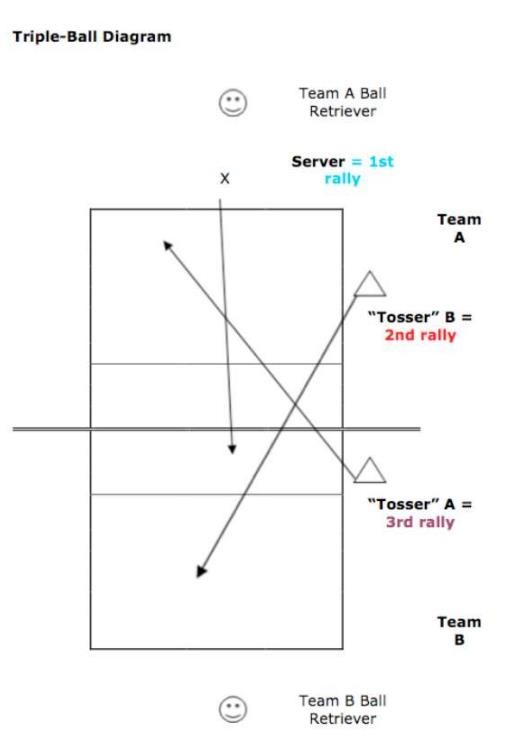 Triple-Ball Diagram
Team A Ball
Retriever
Server = 1st
rally
X
Team
A
“Tosser” B =
2nd rally
“Tosser” A =
3rd rally
Team
B
Team B Ball
Retriever